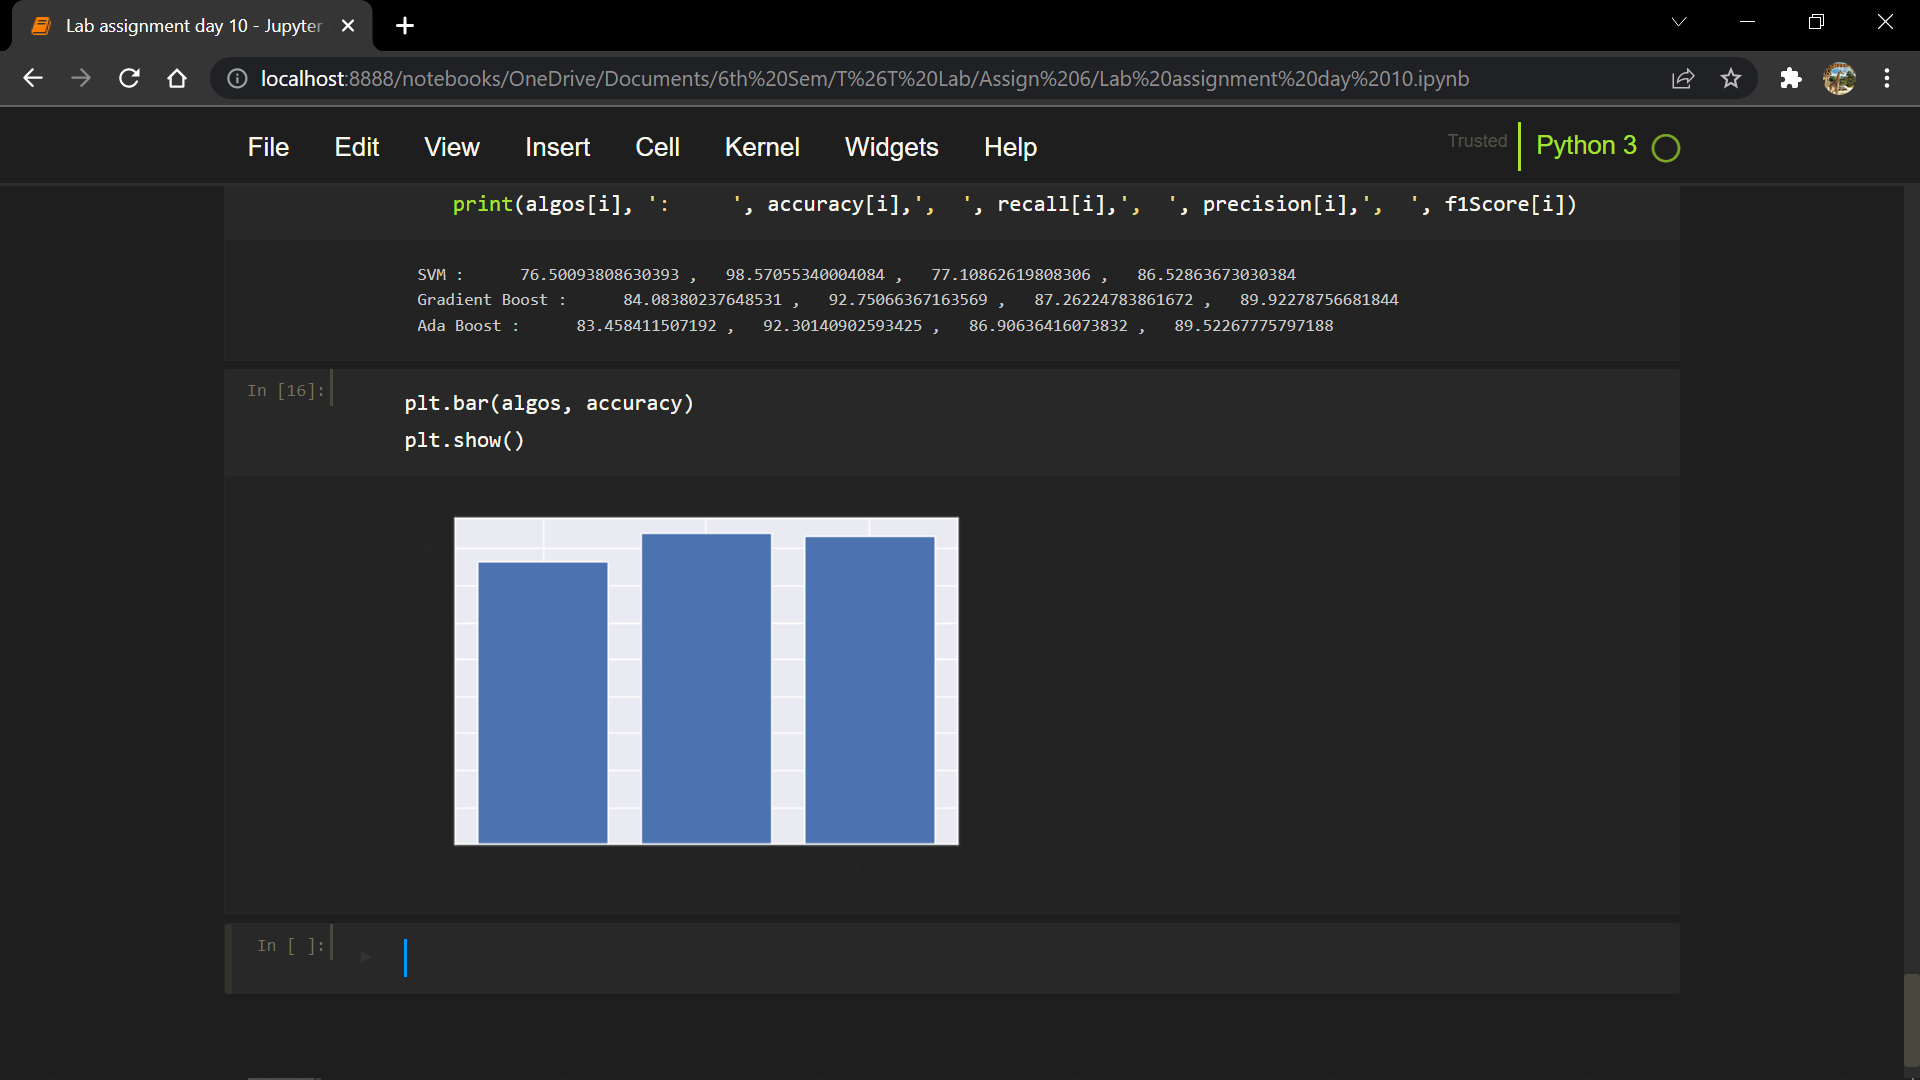 Lab assignment day 10 - Jupyter
localhost:8888/notebooks/OneDrive/Documents/6th%20Sem/T%26T%20Lab/Assign%206/Lab%20assignment%20day%2010.ipynb
File Edit View Insert Cell Kernel Widgets Help Trusted Python 3
print(algos[i], ':     ', accuracy[i],',  ', recall[i],',  ', precision[i],',  ', f1Score[i])
SVM :      76.50093808630393 ,   98.57055340004084 ,   77.10862619808306 ,   86.52863673030384
Gradient Boost :      84.08380237648531 ,   92.75066367163569 ,   87.26224783861672 ,   89.92278756681844
Ada Boost :      83.458411507192 ,   92.30140902593425 ,   86.90636416073832 ,   89.52267775797188
In [16]:
plt.bar(algos, accuracy)
plt.show()
In [ ]: